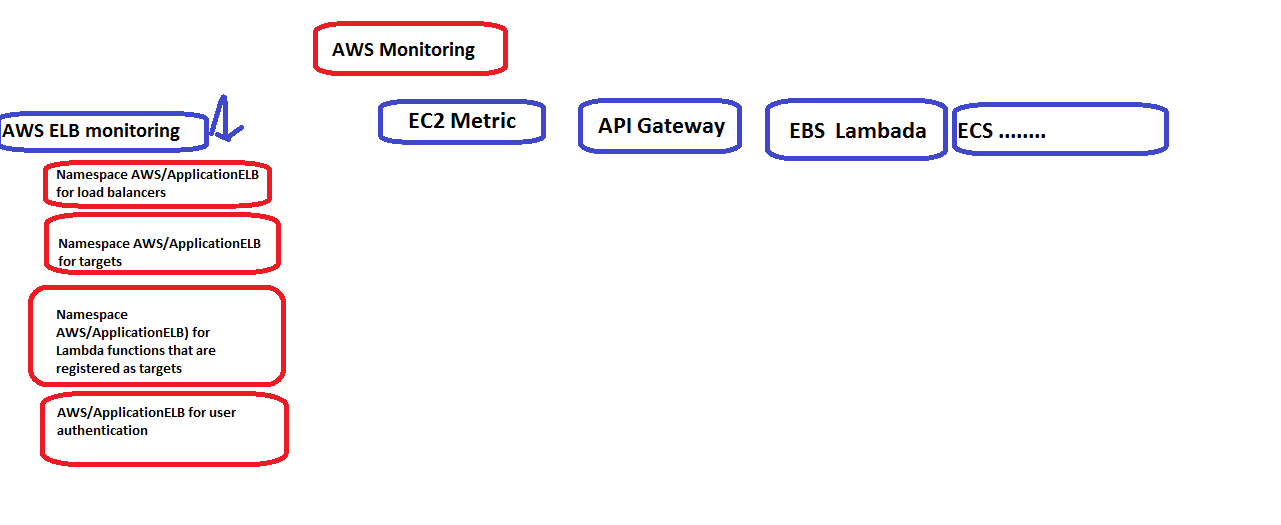 AWS Monitoring
AWS ELB monitoring
EC2 Metric
API Gateway
EBS Lambada
ECS ........
Namespace AWS/ApplicationELB
for load balancers
Namespace AWS/ApplicationELB
for targets
Namespace
AWS/ApplicationELB) for
Lambda functions that are
registered as targets
AWS/ApplicationELB for user
authentication